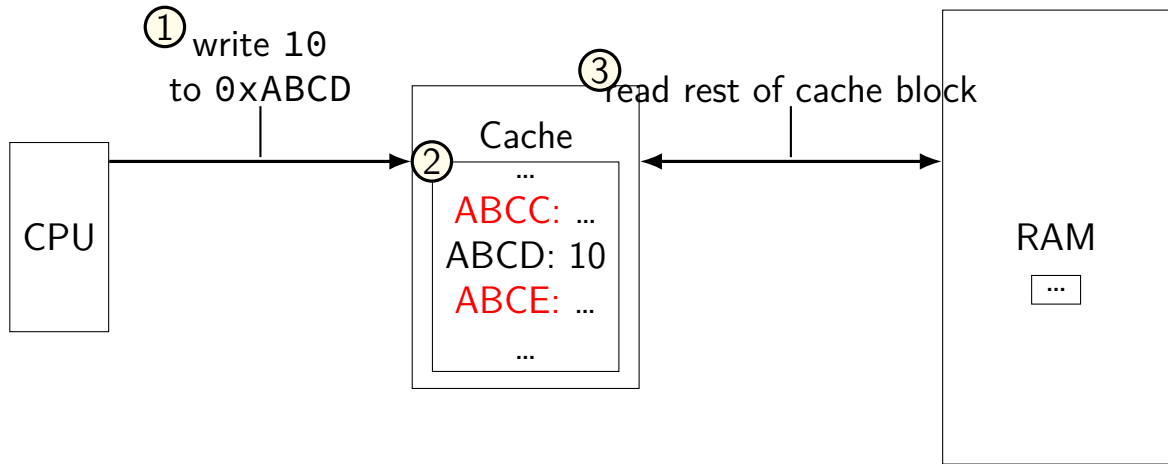 1 write 10
to 0xABCD
3
read rest of cache block
Cache
2
...
ABCC: ...
ABCD: 10
ABCE: ...
...
CPU
RAM
...